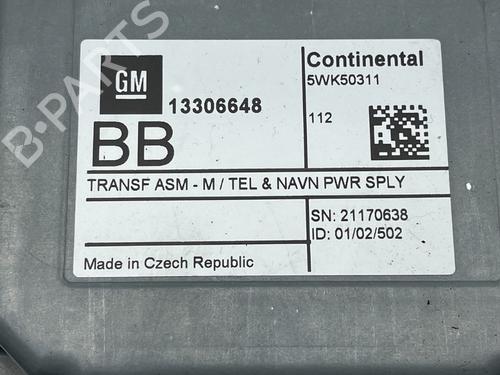 GM
13306648
BB
Continental
5WK50311
112
TRANSF ASM - M / TEL & NAVN PWR SPLY
SN: 21170638
ID: 01/02/502
Made in Czech Republic
B-PARTS